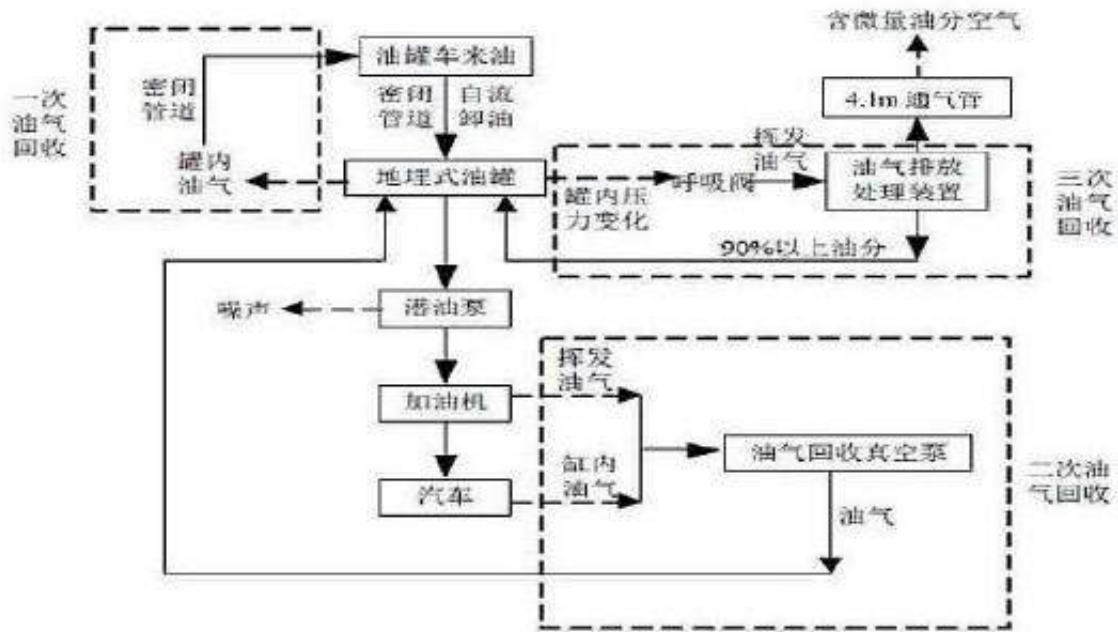 含微量油分空气
油罐车来油
4.1m 通气管
密闭
管道
密闭
管道
自流
卸油
一次
油气
回收
挥发
油气
罐内
油气
地埋式油罐
呼吸阀
油气排放
处理装置
三次
油气
回收
罐内压
力变化
90%以上油分
噪声
潜油泵
挥发
油气
加油机
油气回收真空泵
缸内
油气
二次油
气回收
汽车
油气